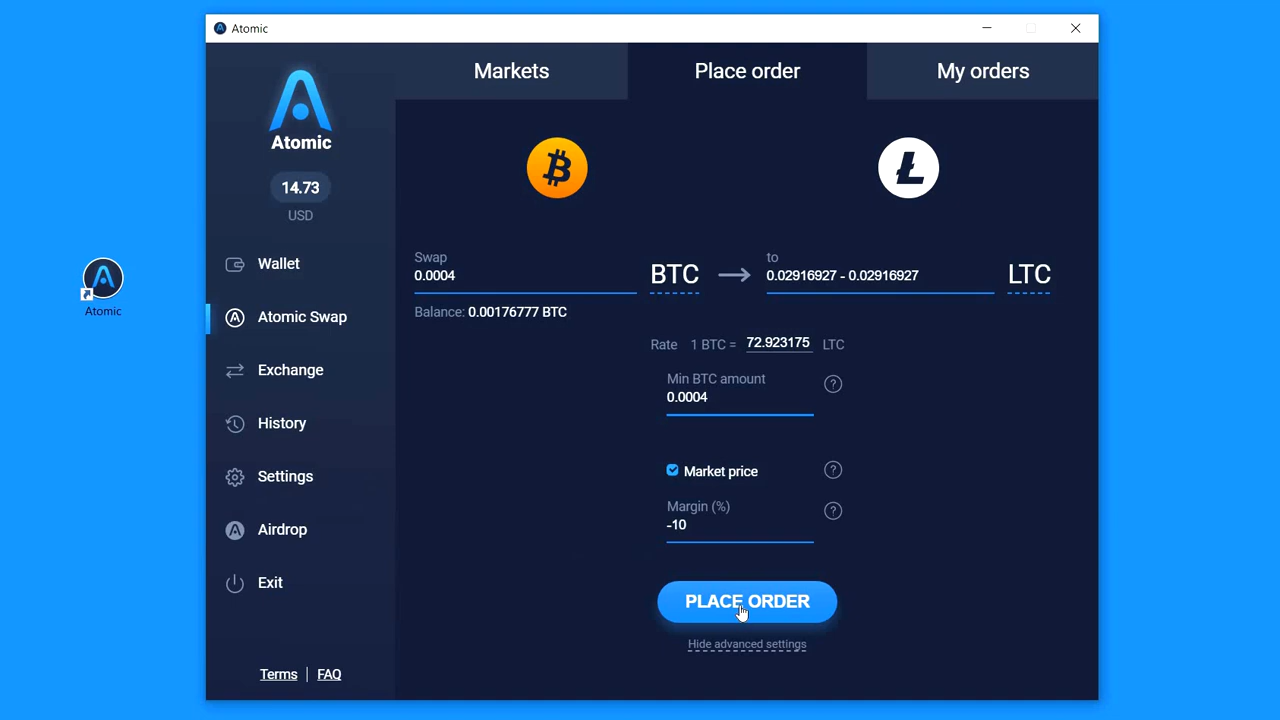 Atomic
Markets
Place order
My orders
Atomic
14.73
USD
Wallet
Atomic Swap
Exchange
History
Settings
Airdrop
Exit
Terms | FAQ
Swap
0.0004
BTC
to
0.02916927 - 0.02916927
LTC
Balance: 0.00176777 BTC
Rate 1 BTC = 72.923175 LTC
Min BTC amount
0.0004
?
Market price
?
Margin (%)
-10
?
PLACE ORDER
Hide advanced settings
Atomic